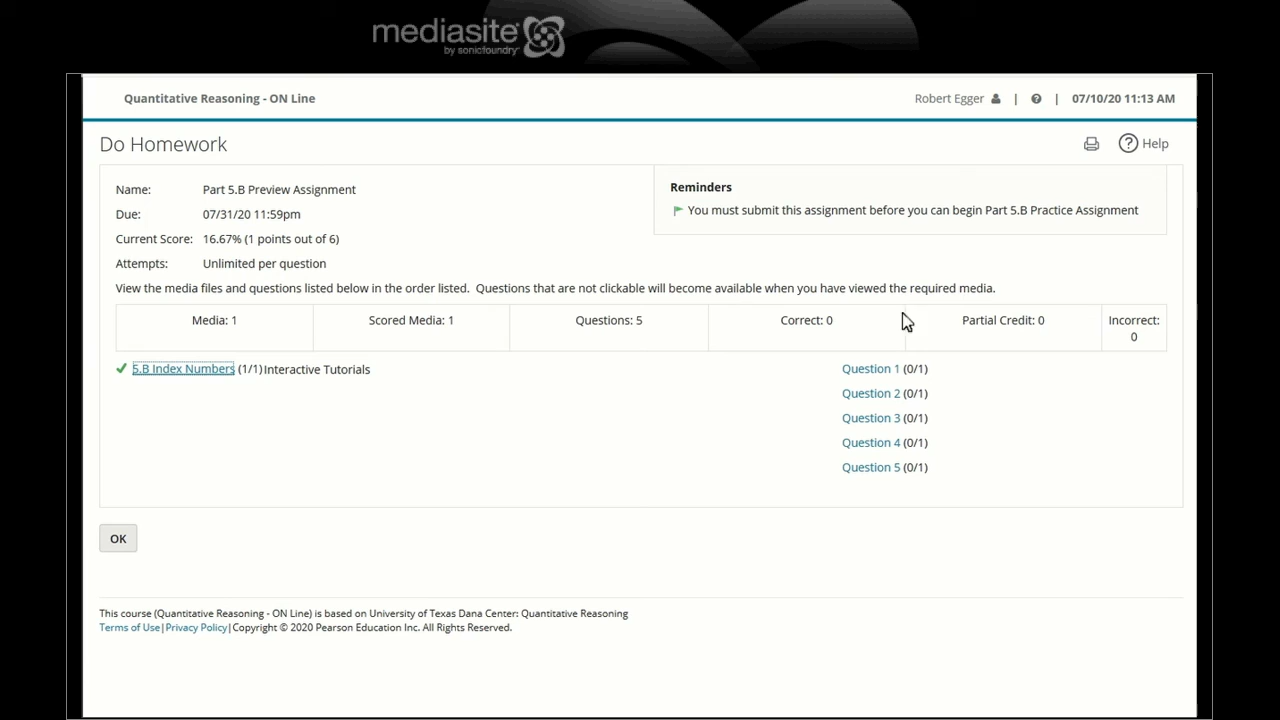 mediasite
by sonicfoundry
Quantitative Reasoning - ON Line
Robert Egger | | 07/10/20 11:13 AM
Do Homework
? Help
Name: Part 5.B Preview Assignment
Due: 07/31/20 11:59pm
Current Score: 16.67% (1 points out of 6)
Attempts: Unlimited per question
Reminders
You must submit this assignment before you can begin Part 5.B Practice Assignment
View the media files and questions listed below in the order listed. Questions that are not clickable will become available when you have viewed the required media.
Media: 1 Scored Media: 1 Questions: 5 Correct: 0 Partial Credit: 0 Incorrect: 0
5.B Index Numbers (1/1) Interactive Tutorials Question 1 (0/1)
Question 2 (0/1)
Question 3 (0/1)
Question 4 (0/1)
Question 5 (0/1)
OK
This course (Quantitative Reasoning - ON Line) is based on University of Texas Dana Center: Quantitative Reasoning
Terms of Use|Privacy Policy|Copyright © 2020 Pearson Education Inc. All Rights Reserved.